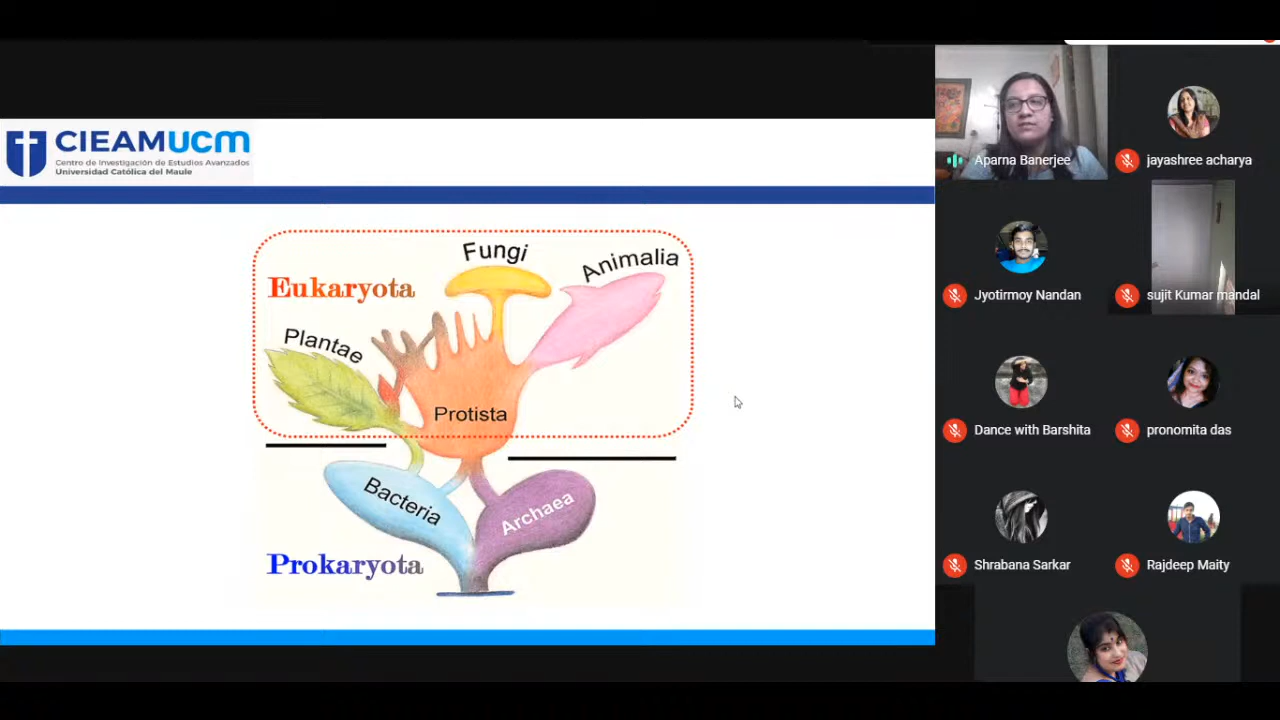 CIEAMUCM
Centro de Investigación de Estudios Avanzados
Universidad Católica del Maule
Fungi
Animalia
Eukaryota
Plantae
Protista
Bacteria
Archaea
Prokaryota
Aparna Banerjee
jayashree acharya
Jyotirmoy Nandan
sujit Kumar mandal
Dance with Barshita
pronomita das
Shrabana Sarkar
Rajdeep Maity